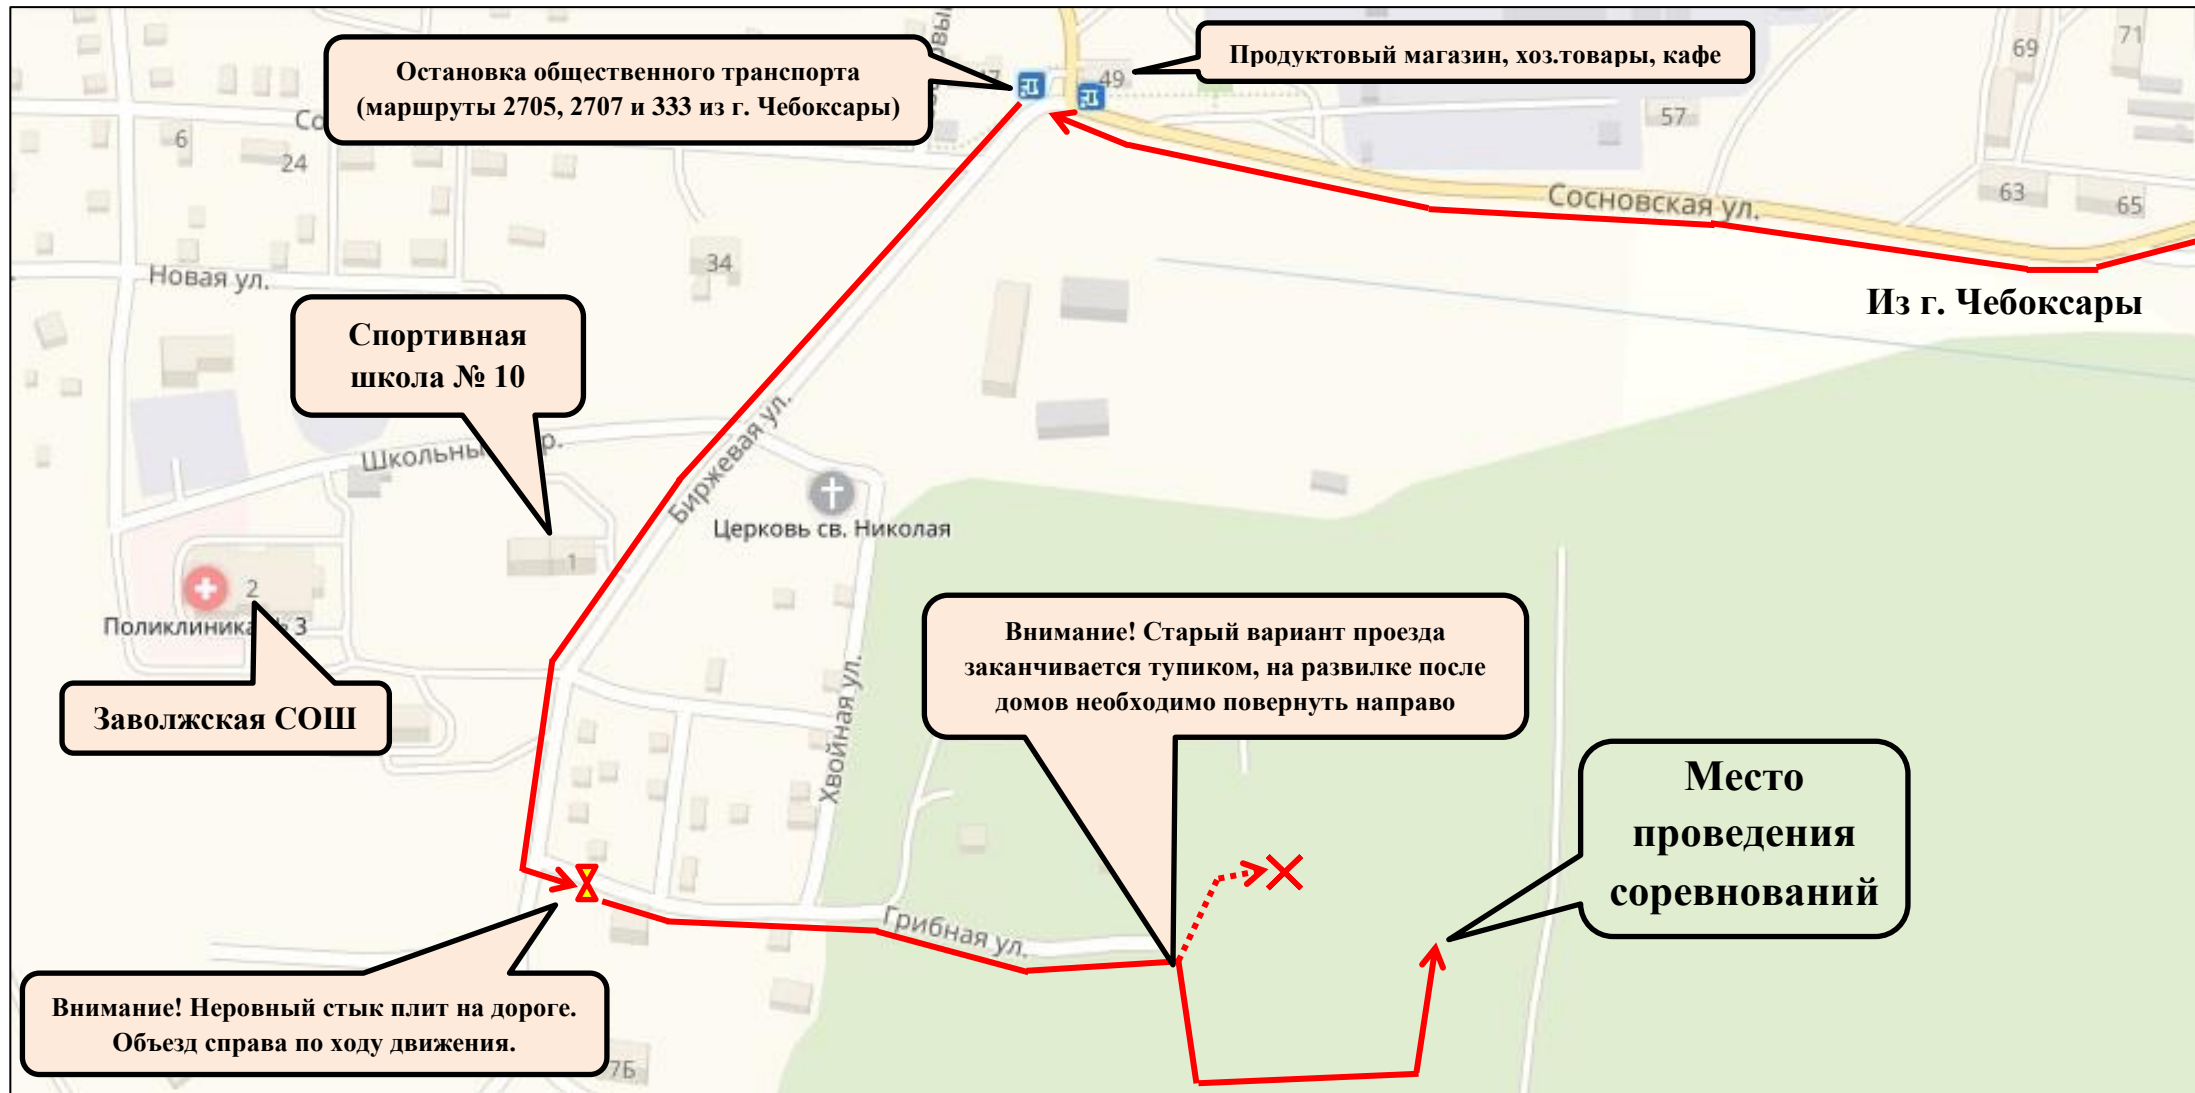 Остановка общественного транспорта
(маршруты 2705, 2707 и 333 из г. Чебоксары)
Продуктовый магазин, хоз.товары, кафе
49
69
71
57
6
24
63
65
Сосновская ул.
34
Новая ул.
Из г. Чебоксары
Спортивная
школа № 10
Биржевая ул.
Церковь св. Николая
1
2
Поликлиника
3
Заволжская СОШ
Хвойная ул.
Внимание! Старый вариант проезда
заканчивается тупиком, на развилке после
домов необходимо повернуть направо
Место
проведения
соревнований
Грибная ул.
Внимание! Неровный стык плит на дороге.
Объезд справа по ходу движения.
7Б